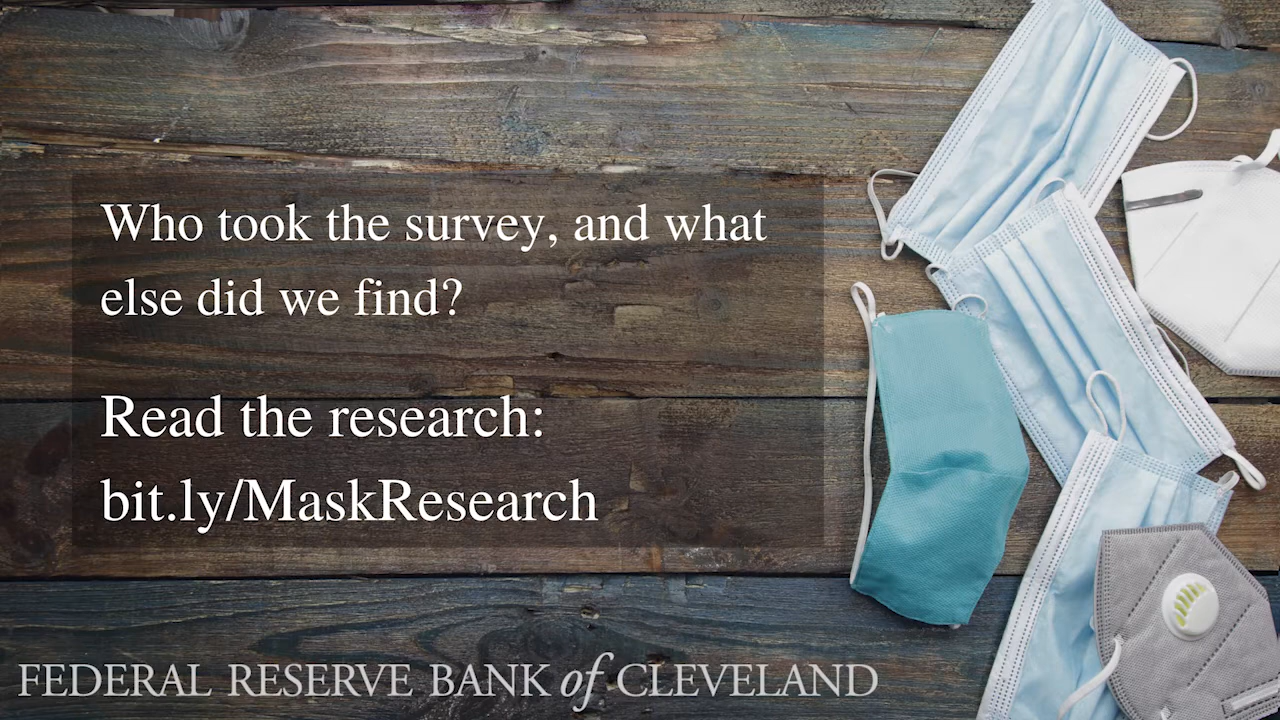 Who took the survey, and what
else did we find?
Read the research:
bit.ly/MaskResearch
FEDERAL RESERVE BANK of CLEVELAND